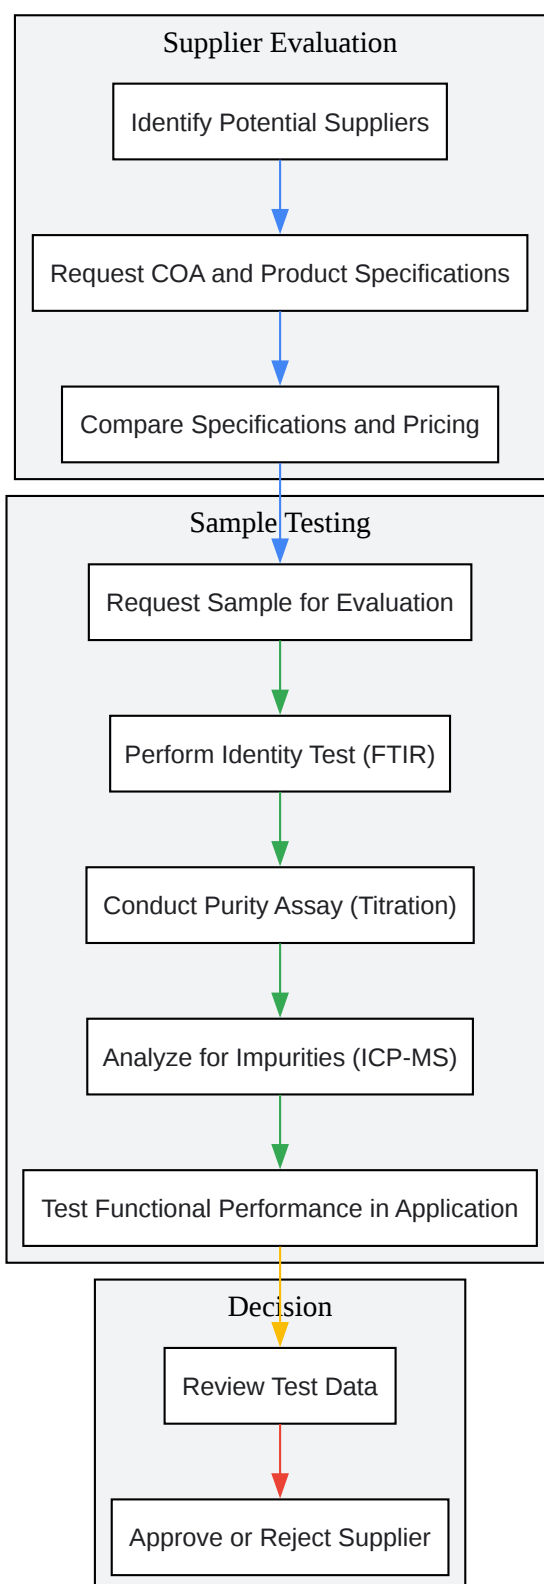 Supplier Evaluation
Identify Potential Suppliers
Request COA and Product Specifications
Compare Specifications and Pricing
Sample Testing
Request Sample for Evaluation
Perform Identity Test (FTIR)
Conduct Purity Assay (Titration)
Analyze for Impurities (ICP-MS)
Test Functional Performance in Application
Decision
Review Test Data
Approve or Reject Supplier